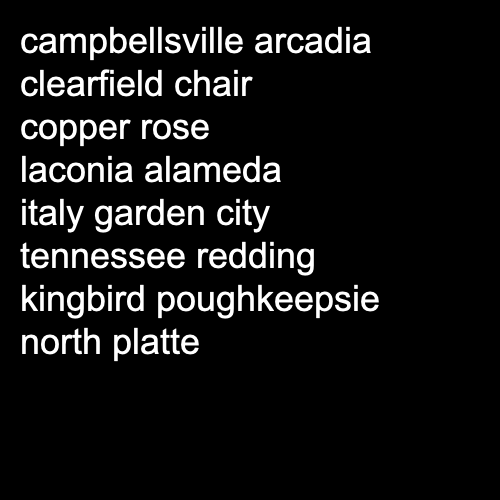 campbellsville arcadia
clearfield chair
copper rose
laconia alameda
italy garden city
tennessee redding
kingbird poughkeepsie
north platte